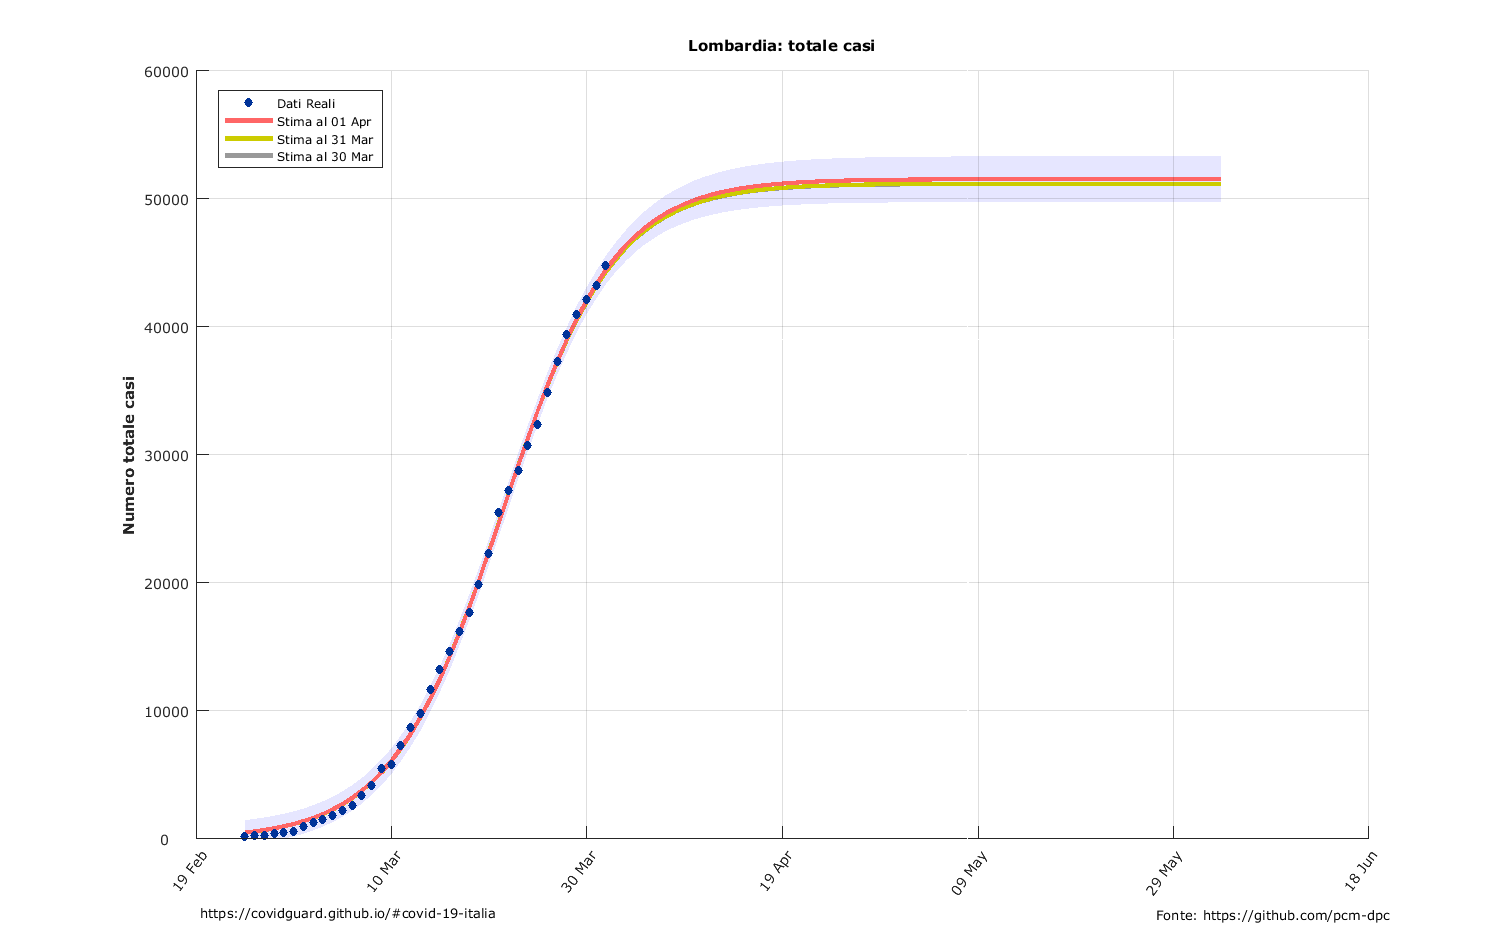 Lombardia: totale casi
60000
50000
40000
30000
20000
10000
0
Numero totale casi
Dati Reali
Stima al 01 Apr
Stima al 31 Mar
Stima al 30 Mar
19 Feb
10 Mar
30 Mar
19 Apr
09 May
29 May
18 Jun
https://covidguard.github.io/#covid-19-italia
Fonte: https://github.com/pcm-dpc